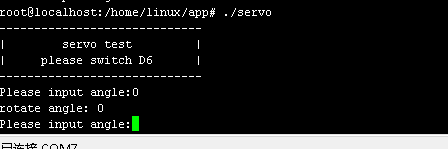 root@localhost:/home/linux/app# ./servo
-----------------------------
|        servo test         |
|     please switch D6      |
-----------------------------
Please input angle:0
rotate angle: 0
Please input angle:
已连接 COM7